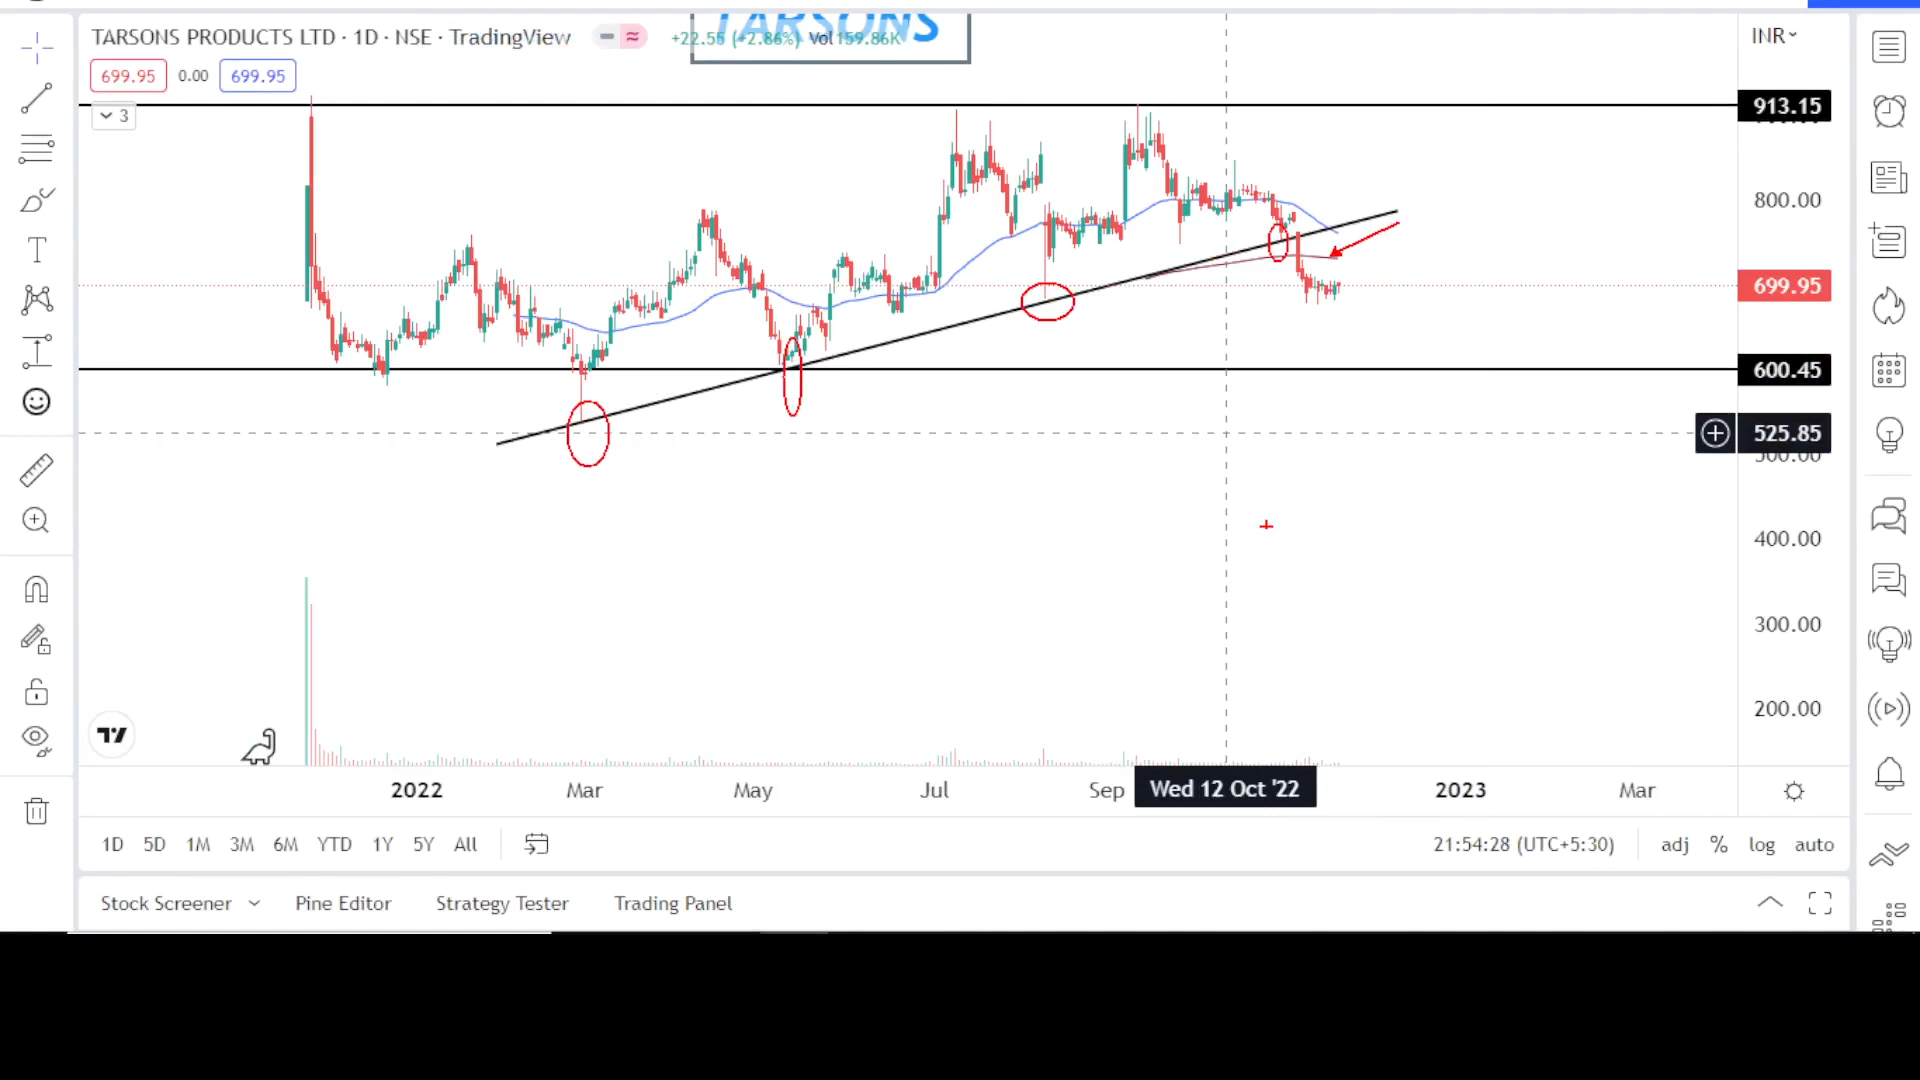 TARSONS
TARSONS PRODUCTS LTD · 1D · NSE · TradingView
+22.55 (+2.86%) Vol 159.86K
INR
699.95 0.00 699.95
3
913.15
800.00
699.95
600.45
525.85
500.00
400.00
300.00
200.00
2022 Mar May Jul Sep Wed 12 Oct '22 2023 Mar
1D 5D 1M 3M 6M YTD 1Y 5Y All
21:54:28 (UTC+5:30) adj % log auto
Stock Screener Pine Editor Strategy Tester Trading Panel